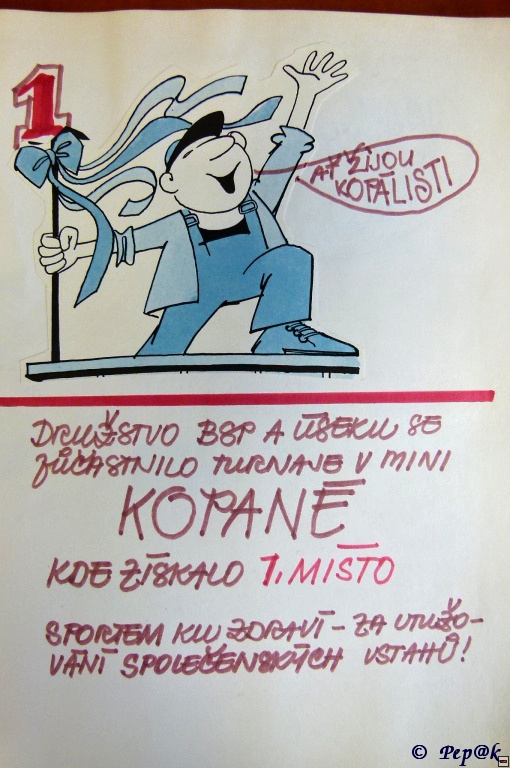 1
AŤ ŽIJOU
KOPÁLISTI
DRUŽSTVO BSP A ÚSEKU SE
ZÚČASTNILO TURNAJE V MINI
KOPANÉ
KDE ZÍSKALO 1. MÍSTO
SPORTEM KU ZDRAVÍ - ZA UTUŽO-
VÁNÍ SPOLEČENSKÝCH VSTAHŮ!
© Pep@k